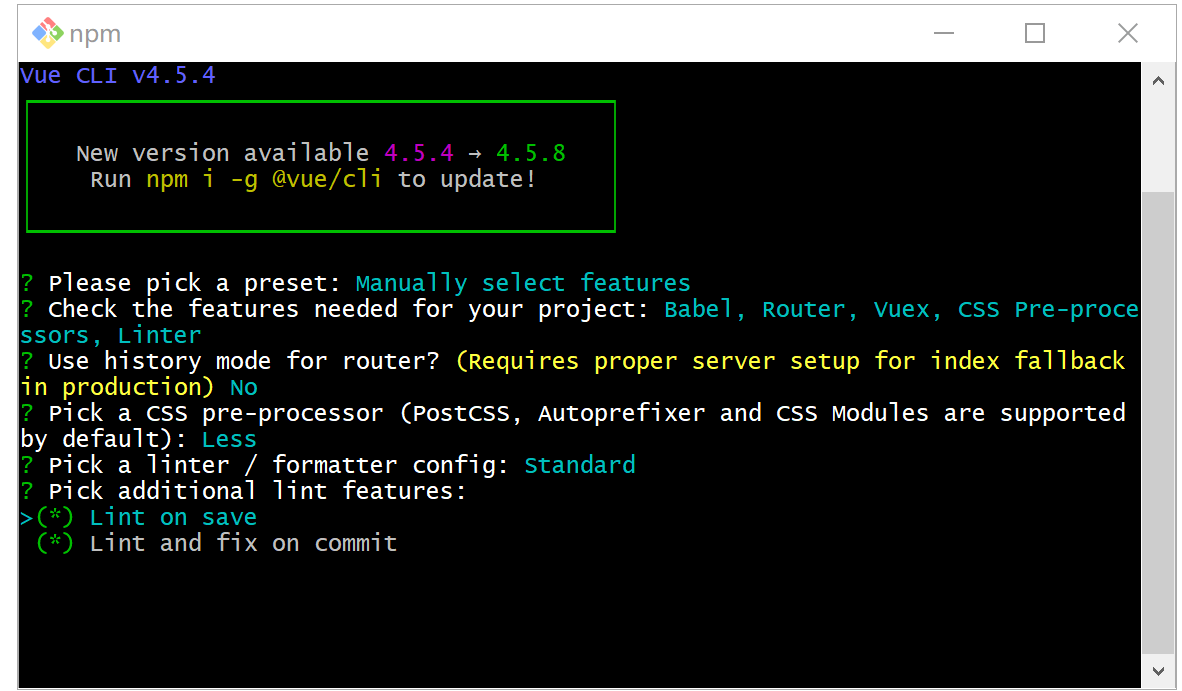 npm
Vue CLI v4.5.4
New version available 4.5.4 → 4.5.8
Run npm i -g @vue/cli to update!
? Please pick a preset: Manually select features
? Check the features needed for your project: Babel, Router, Vuex, CSS Pre-proce
ssors, Linter
? Use history mode for router? (Requires proper server setup for index fallback
in production) No
? Pick a CSS pre-processor (PostCSS, Autoprefixer and CSS Modules are supported
by default): Less
? Pick a linter / formatter config: Standard
? Pick additional lint features:
>(*) Lint on save
(*) Lint and fix on commit